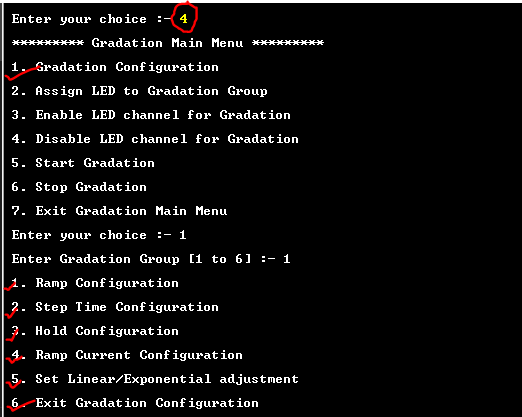 Enter your choice :- 4
********* Gradation Main Menu *********
1. Gradation Configuration
2. Assign LED to Gradation Group
3. Enable LED channel for Gradation
4. Disable LED channel for Gradation
5. Start Gradation
6. Stop Gradation
7. Exit Gradation Main Menu
Enter your choice :- 1
Enter Gradation Group [1 to 6] :- 1
1. Ramp Configuration
2. Step Time Configuration
3. Hold Configuration
4. Ramp Current Configuration
5. Set Linear/Exponential adjustment
6. Exit Gradation Configuration